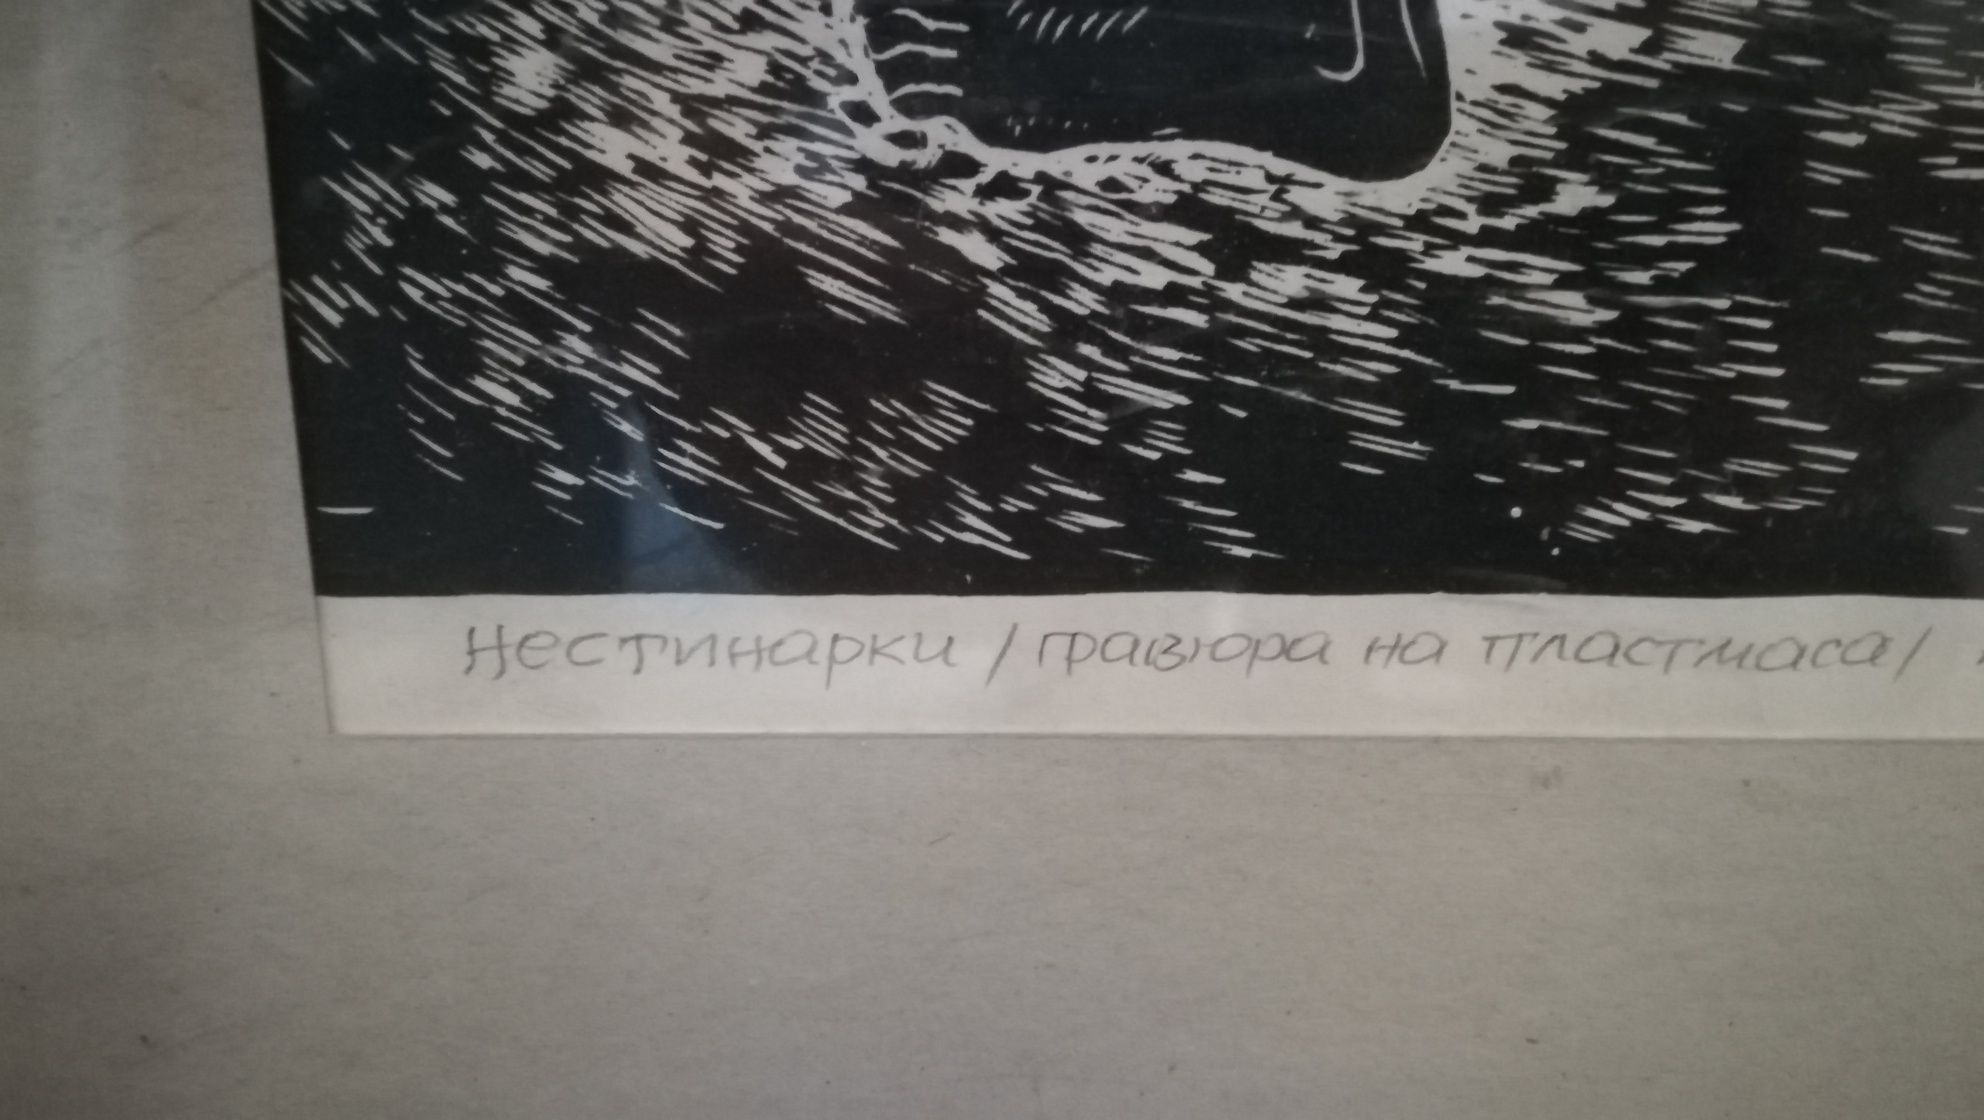 Нестинарки /гравюра на пластмаса/